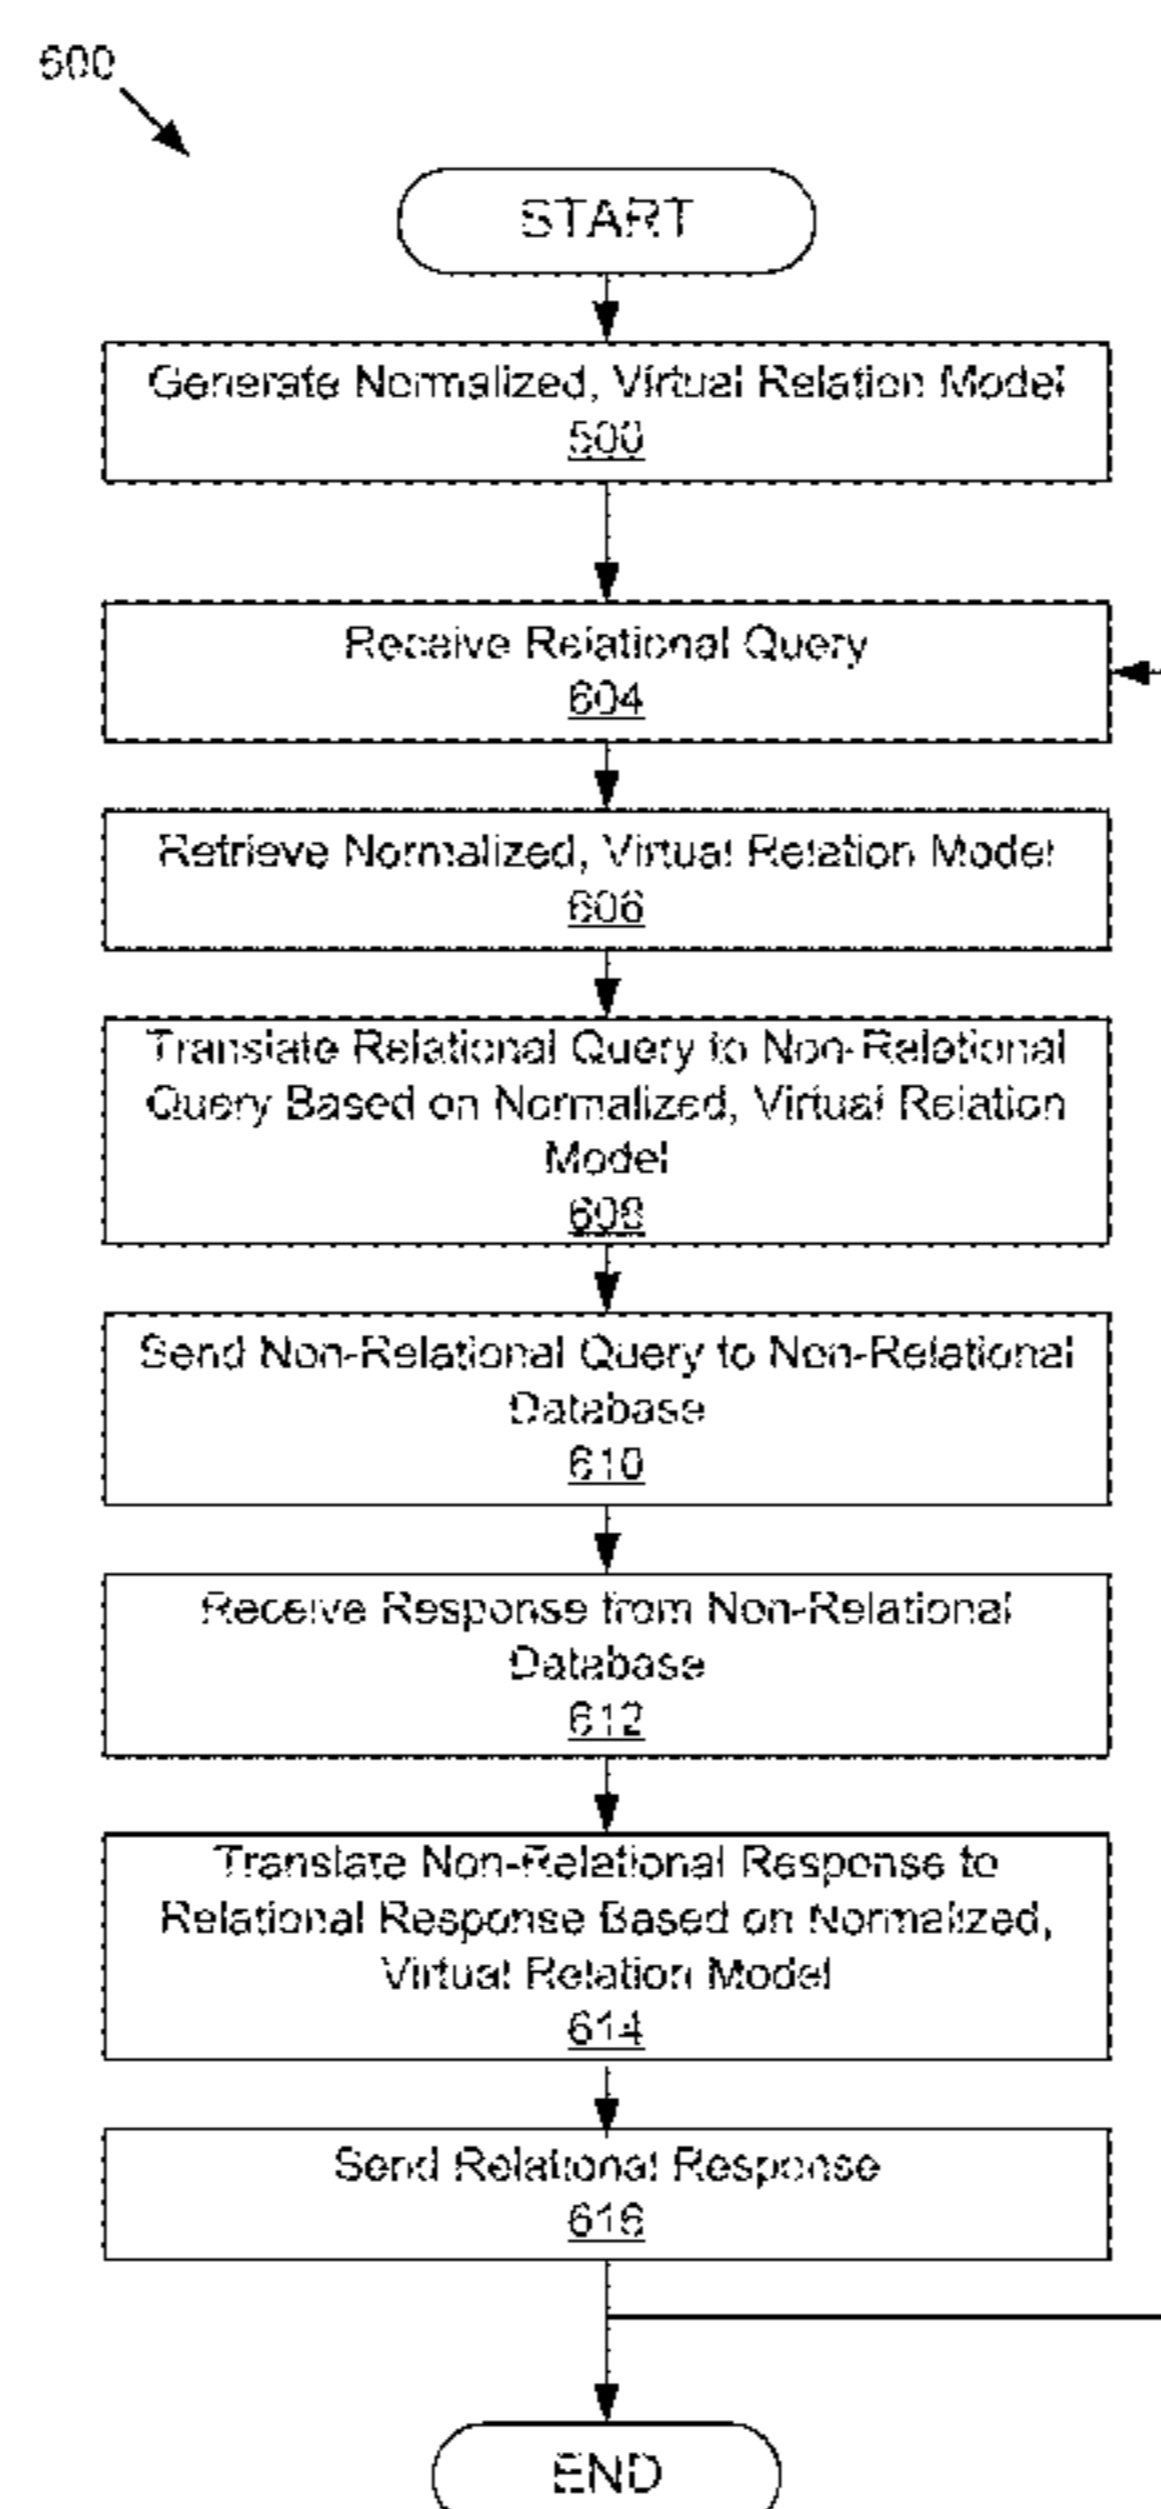 600
START
Generate Normalized, Virtual Relation Model
500
Receive Relational Query
604
Retrieve Normalized, Virtual Relation Model
606
Translate Relational Query to Non-Relational
Query Based on Normalized, Virtual Relation
Model
608
Send Non-Relational Query to Non-Relational
Database
610
Receive Response from Non-Relational
Database
612
Translate Non-Relational Response to
Relational Response Based on Normalized,
Virtual Relation Model
614
Send Relational Response
616
END